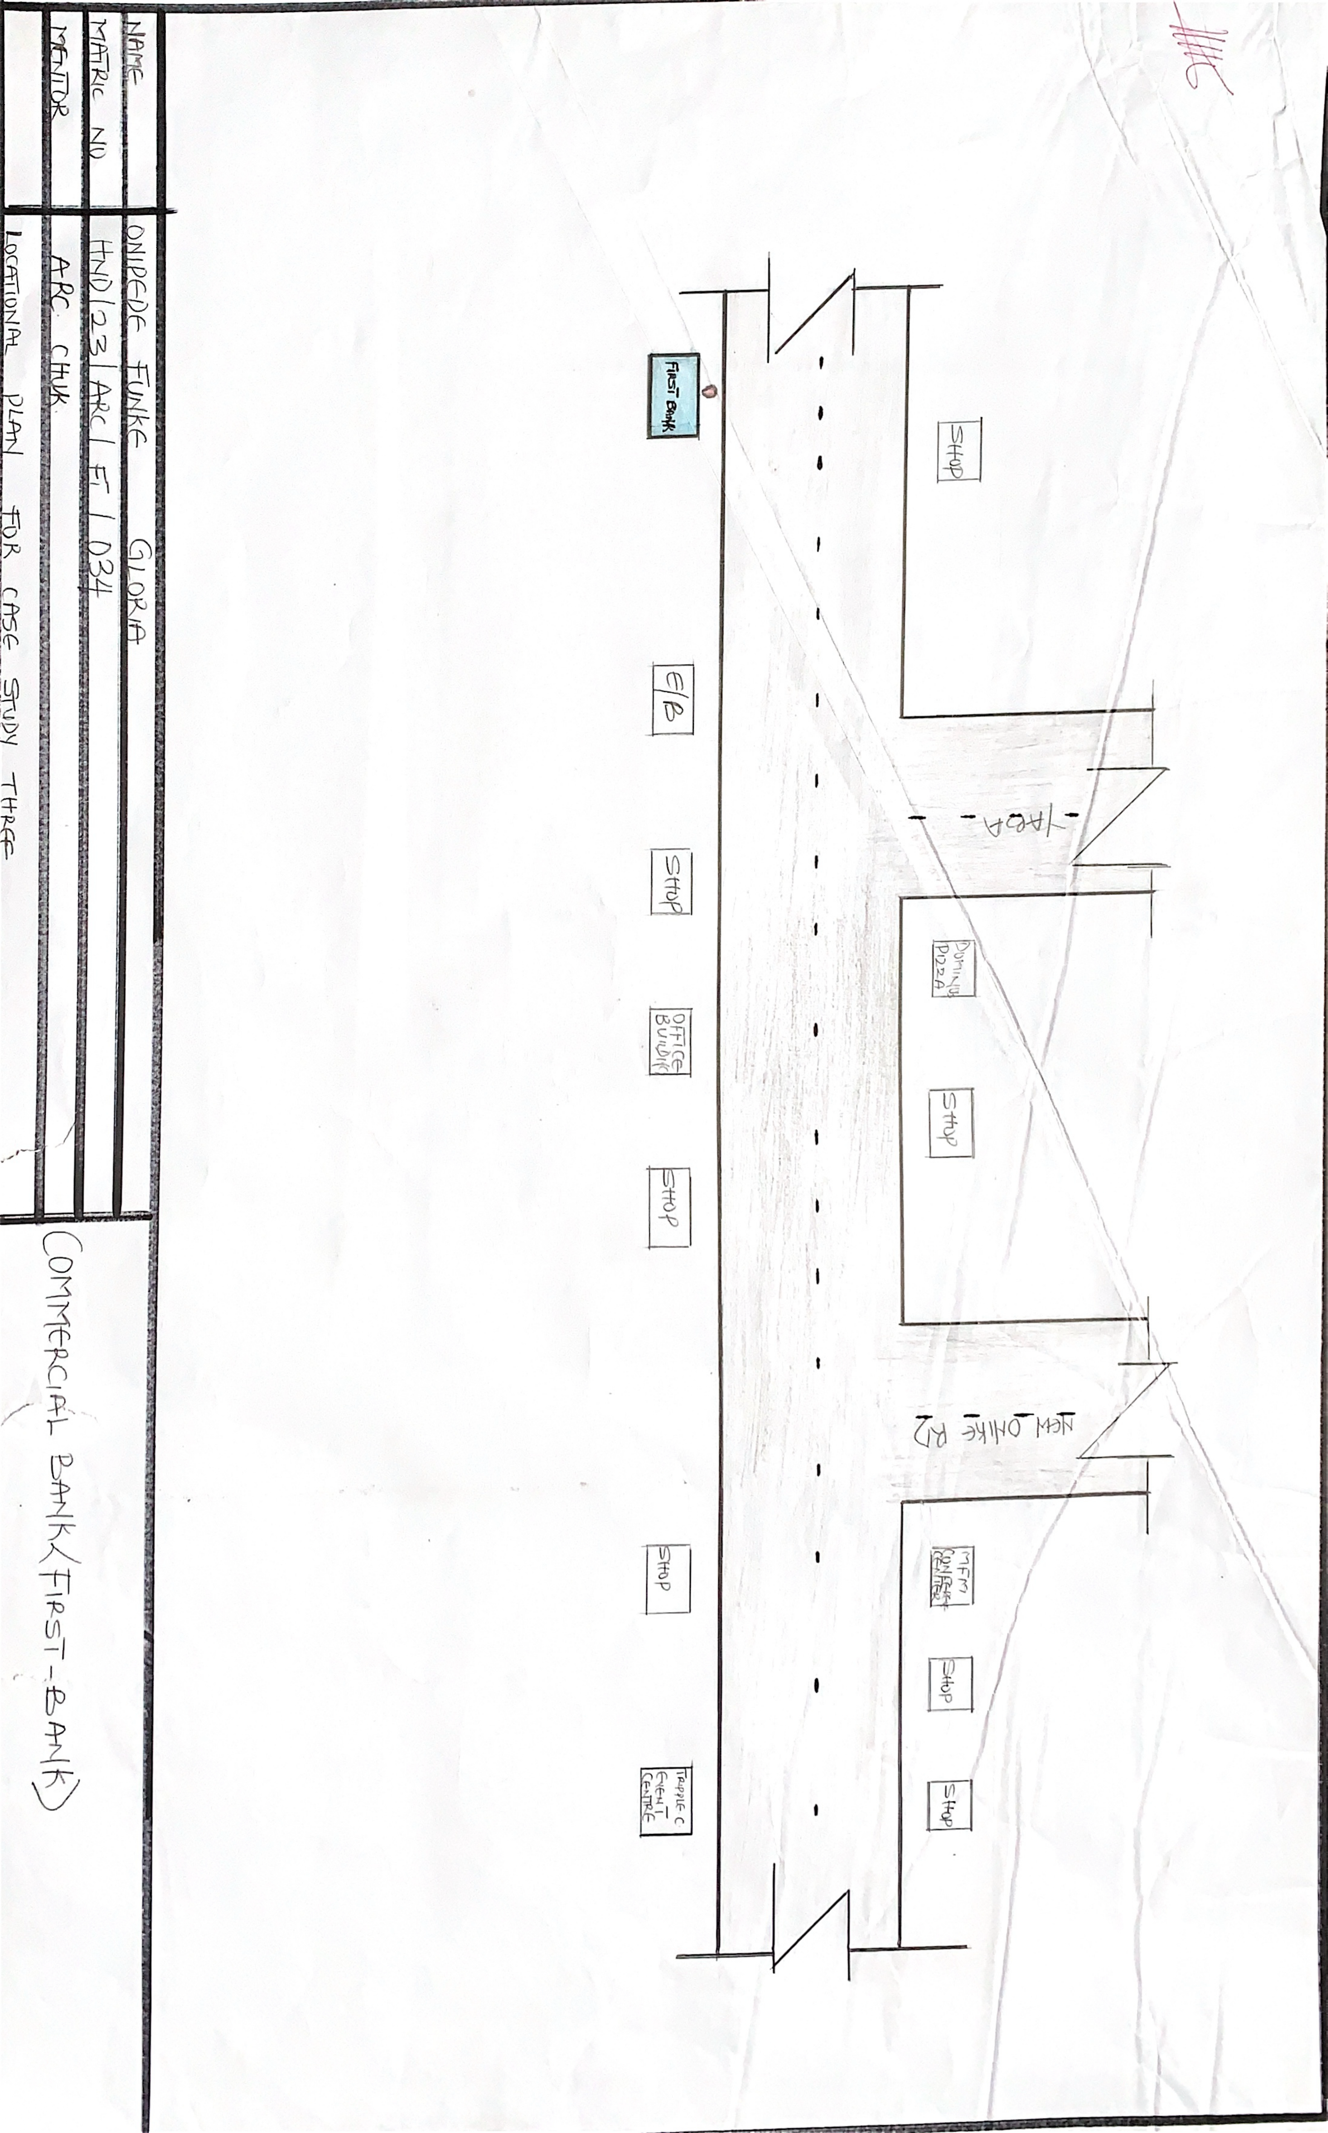 SHOP
YABA
DOMINUS
PIZZA
SHOP
NEW ONIKE RD
MFM
SHOP
SHOP
FIRST BANK
E/B
SHOP
OFFICE
BUILDING
SHOP
SHOP
TRIPPLE C
EVENT
CENTRE
NAME ONIPEDE FUNKE GLORIA
MATRIC NO HND/23/ARC/FT/034
MENTOR ARC. CHUK
LOCATIONAL PLAN FOR CASE STUDY THREE
COMMERCIAL BANK (FIRST-BANK)